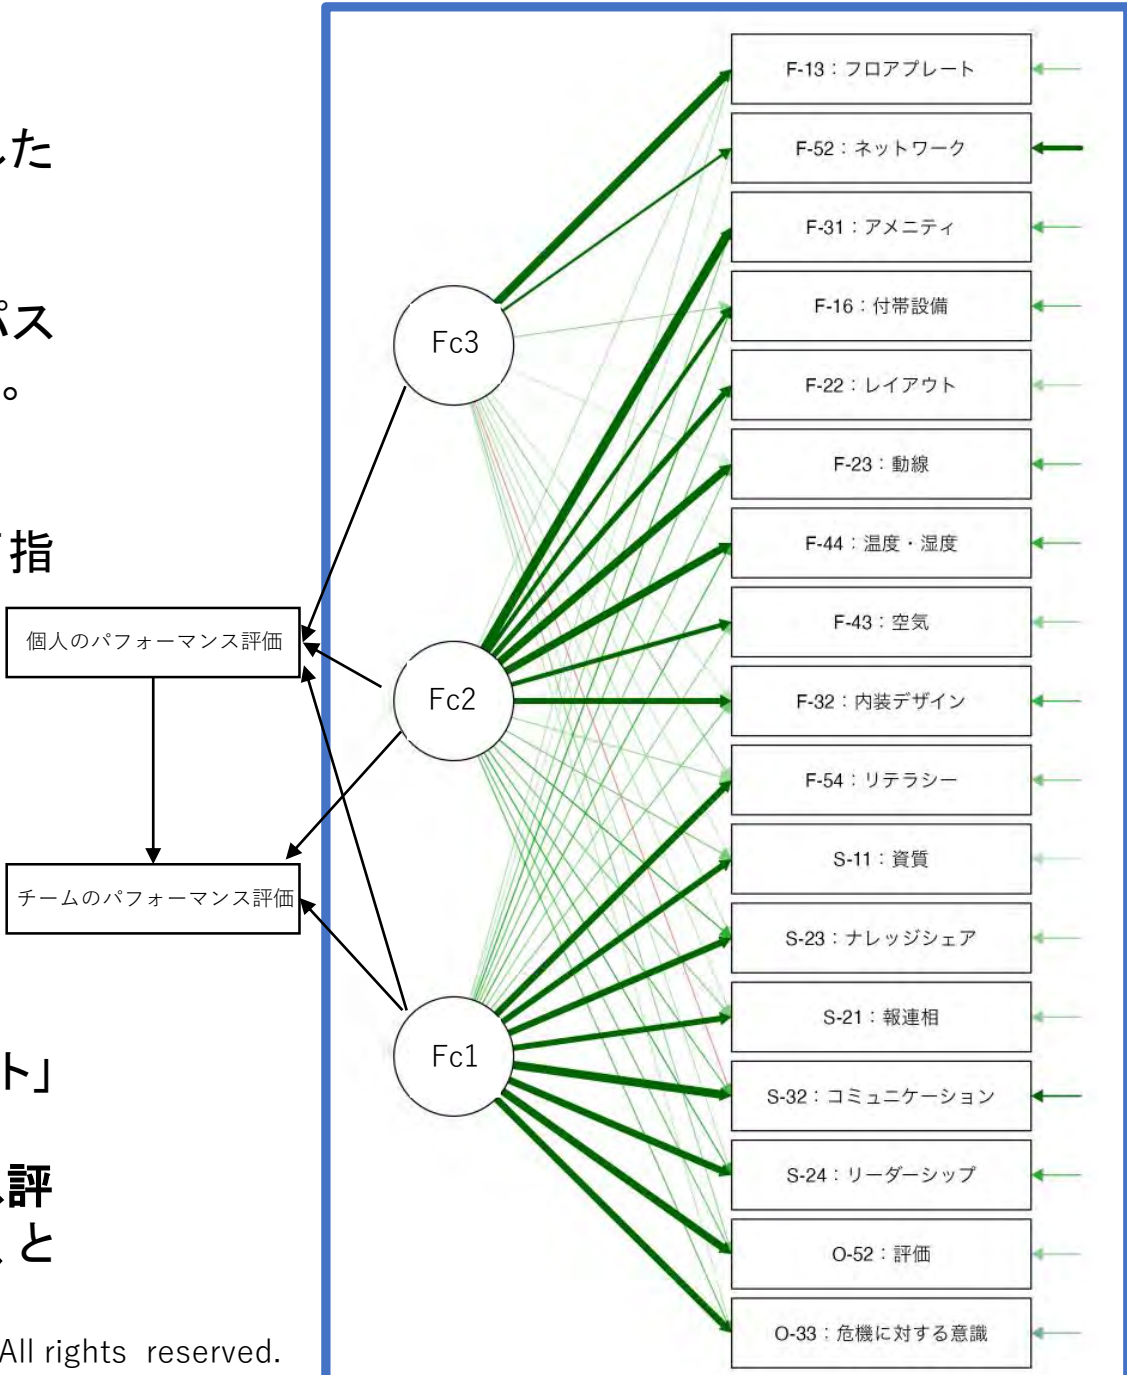 した
パス
。
指
個人のパフォーマンス評価
チームのパフォーマンス評価
ト」
評
と
All rights reserved.
Fc3
Fc2
Fc1
F-13：フロアプレート
F-52：ネットワーク
F-31：アメニティ
F-16：付帯設備
F-22：レイアウト
F-23：動線
F-44：温度・湿度
F-43：空気
F-32：内装デザイン
F-54：リテラシー
S-11：資質
S-23：ナレッジシェア
S-21：報連相
S-32：コミュニケーション
S-24：リーダーシップ
O-52：評価
O-33：危機に対する意識